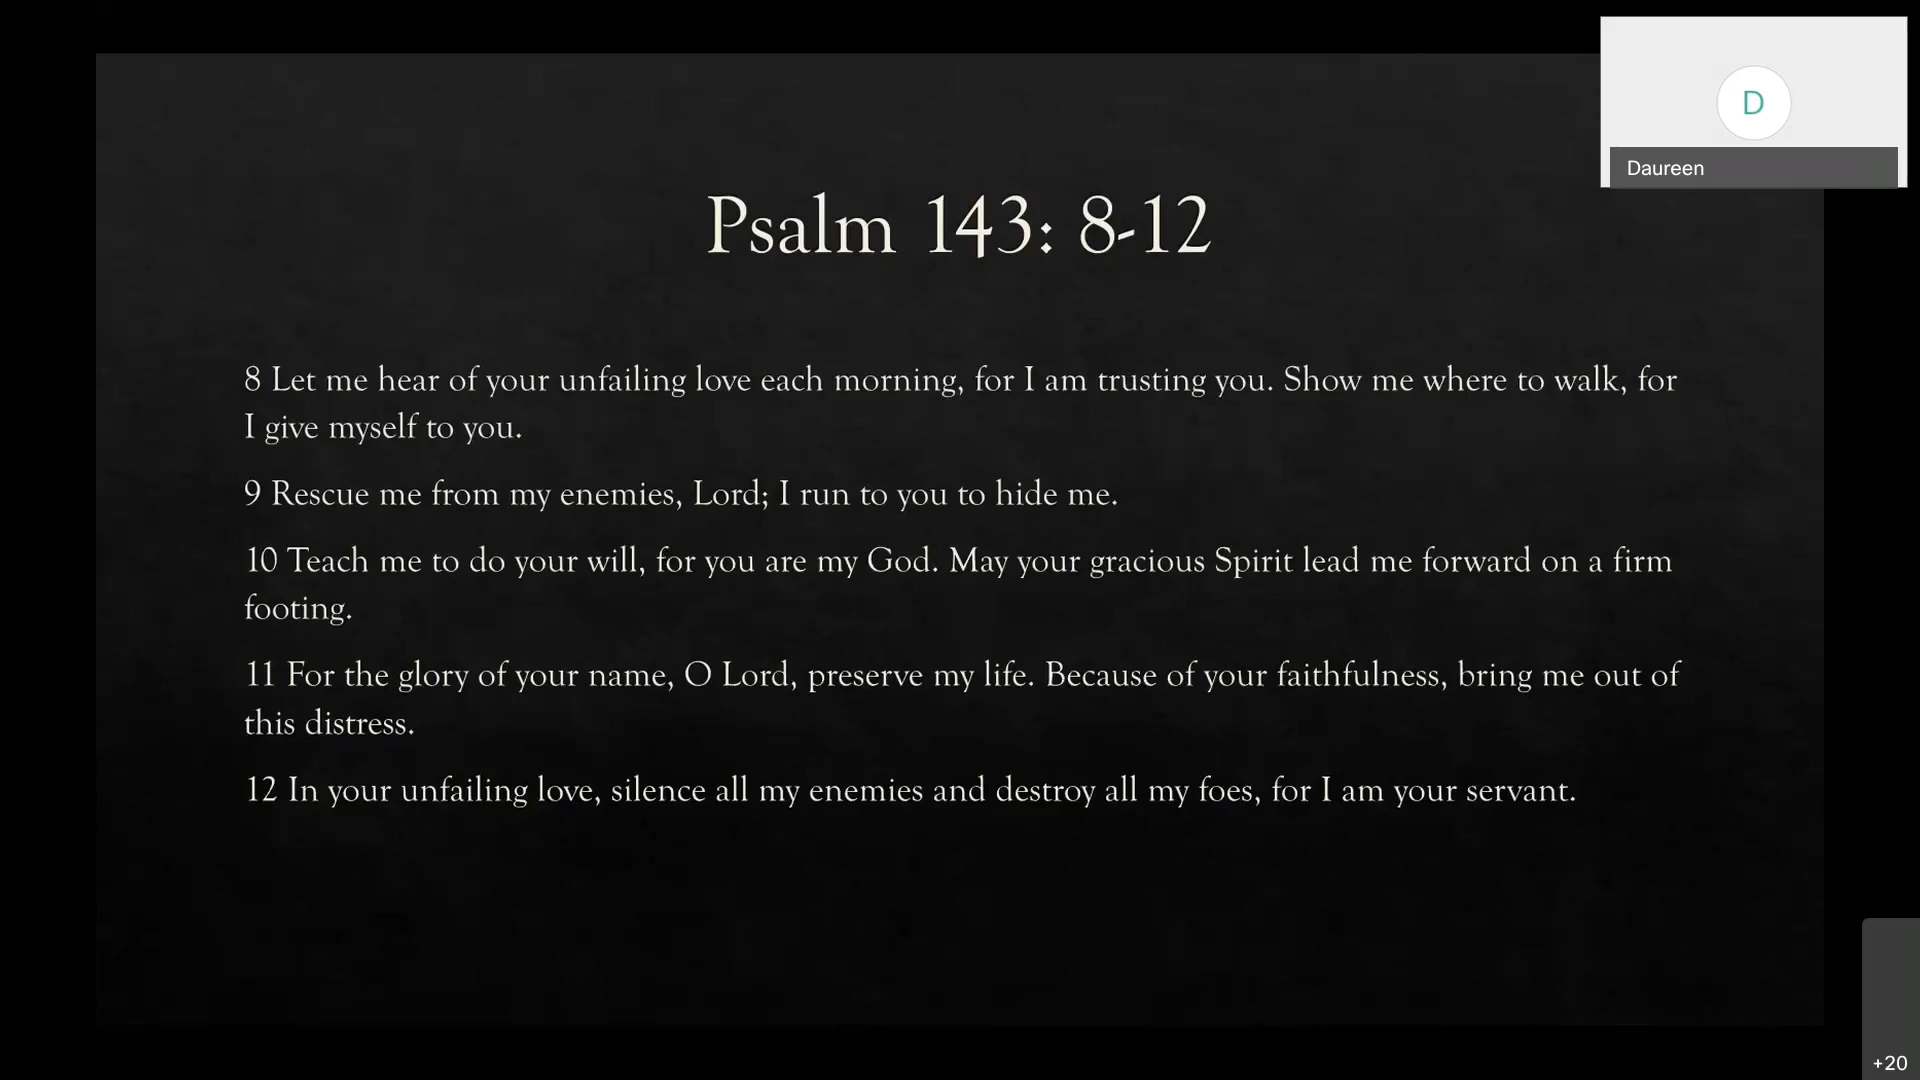 D
Daureen
Psalm 143: 8-12
8 Let me hear of your unfailing love each morning, for I am trusting you. Show me where to walk, for
I give myself to you.
9 Rescue me from my enemies, Lord; I run to you to hide me.
10 Teach me to do your will, for you are my God. May your gracious Spirit lead me forward on a firm
footing.
11 For the glory of your name, O Lord, preserve my life. Because of your faithfulness, bring me out of
this distress.
12 In your unfailing love, silence all my enemies and destroy all my foes, for I am your servant.
+20